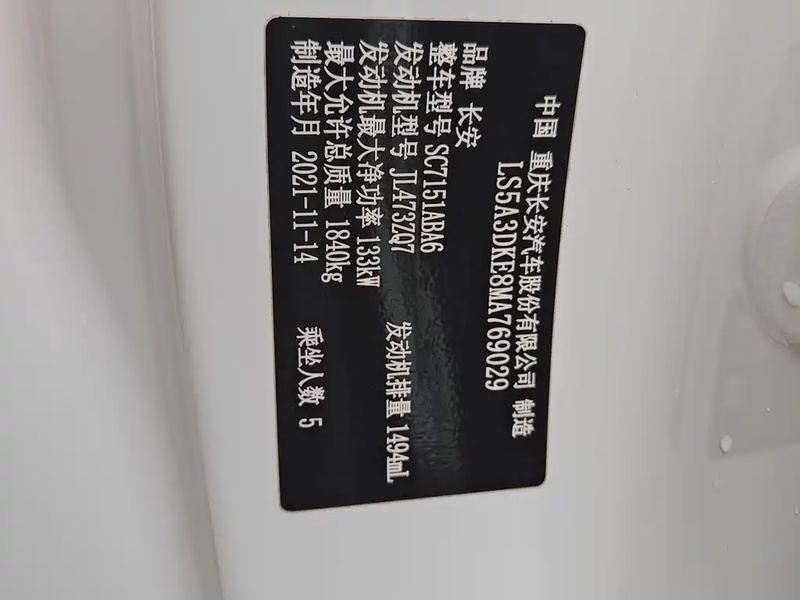 中国 重庆长安汽车股份有限公司 制造
LS5A3DKE8MA769029
品牌 长安
整车型号 SC7151ABA6
发动机型号 JL473ZQ7 发动机排量 1494mL
发动机最大净功率 133kW
最大允许总质量 1840kg
制造年月 2021-11-14 乘坐人数 5